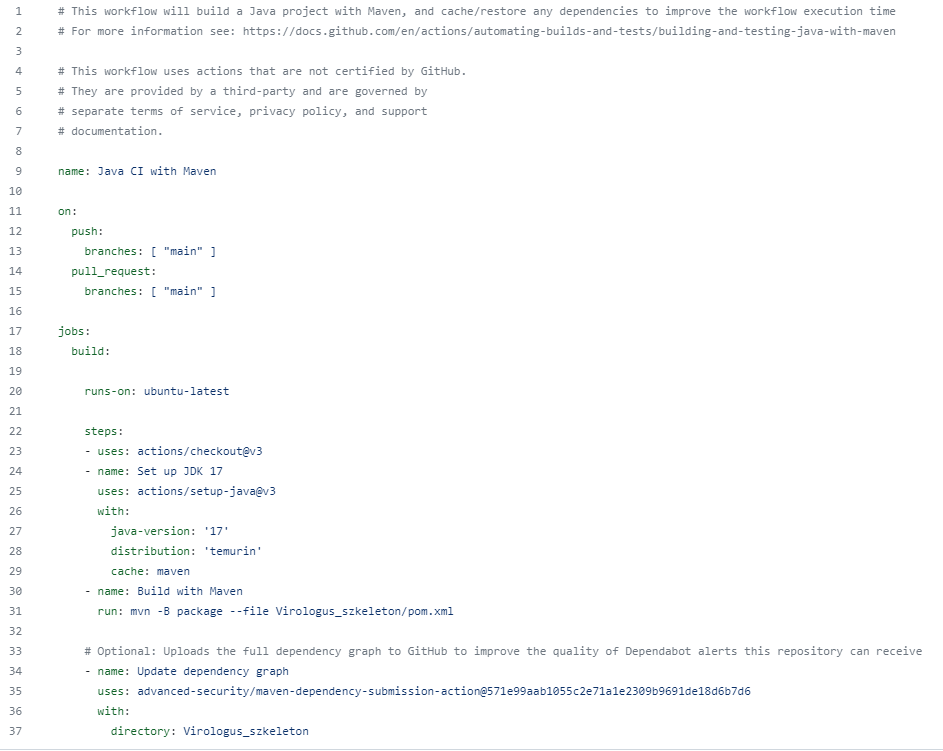 1 # This workflow will build a Java project with Maven, and cache/restore any dependencies to improve the workflow execution time
2 # For more information see: https://docs.github.com/en/actions/automating-builds-and-tests/building-and-testing-java-with-maven
3
4 # This workflow uses actions that are not certified by GitHub.
5 # They are provided by a third-party and are governed by
6 # separate terms of service, privacy policy, and support
7 # documentation.
8
9 name: Java CI with Maven
10
11 on:
12   push:
13     branches: [ "main" ]
14   pull_request:
15     branches: [ "main" ]
16
17 jobs:
18   build:
19
20     runs-on: ubuntu-latest
21
22     steps:
23     - uses: actions/checkout@v3
24     - name: Set up JDK 17
25       uses: actions/setup-java@v3
26       with:
27         java-version: '17'
28         distribution: 'temurin'
29         cache: maven
30     - name: Build with Maven
31       run: mvn -B package --file Virologus_szkeleton/pom.xml
32
33     # Optional: Uploads the full dependency graph to GitHub to improve the quality of Dependabot alerts this repository can receive
34     - name: Update dependency graph
35       uses: advanced-security/maven-dependency-submission-action@571e99aab1055c2e71a1e2309b9691de18d6b7d6
36       with:
37         directory: Virologus_szkeleton